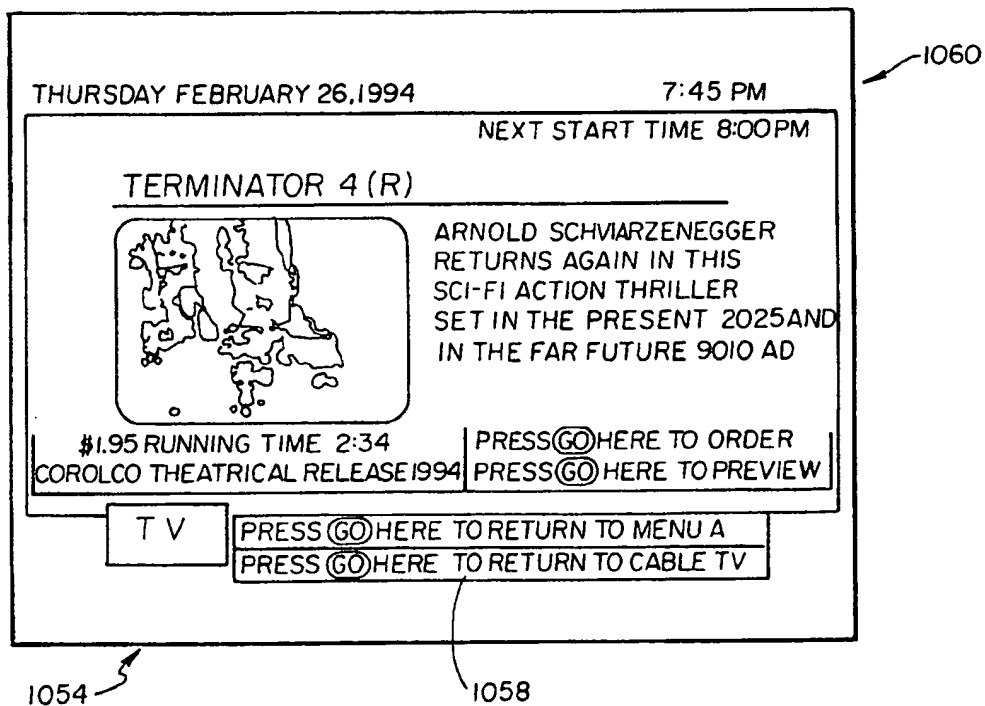 1060
THURSDAY FEBRUARY 26,1994 7:45 PM
NEXT START TIME 8:00PM
TERMINATOR 4 (R)
ARNOLD SCHVIARZENEGGER
RETURNS AGAIN IN THIS
SCI-FI ACTION THRILLER
SET IN THE PRESENT 2025AND
IN THE FAR FUTURE 9010 AD
$1.95 RUNNING TIME 2:34
COROLCO THEATRICAL RELEASE 1994
PRESS GO HERE TO ORDER
PRESS GO HERE TO PREVIEW
TV
PRESS GO HERE TO RETURN TO MENU A
PRESS GO HERE TO RETURN TO CABLE TV
1054
1058